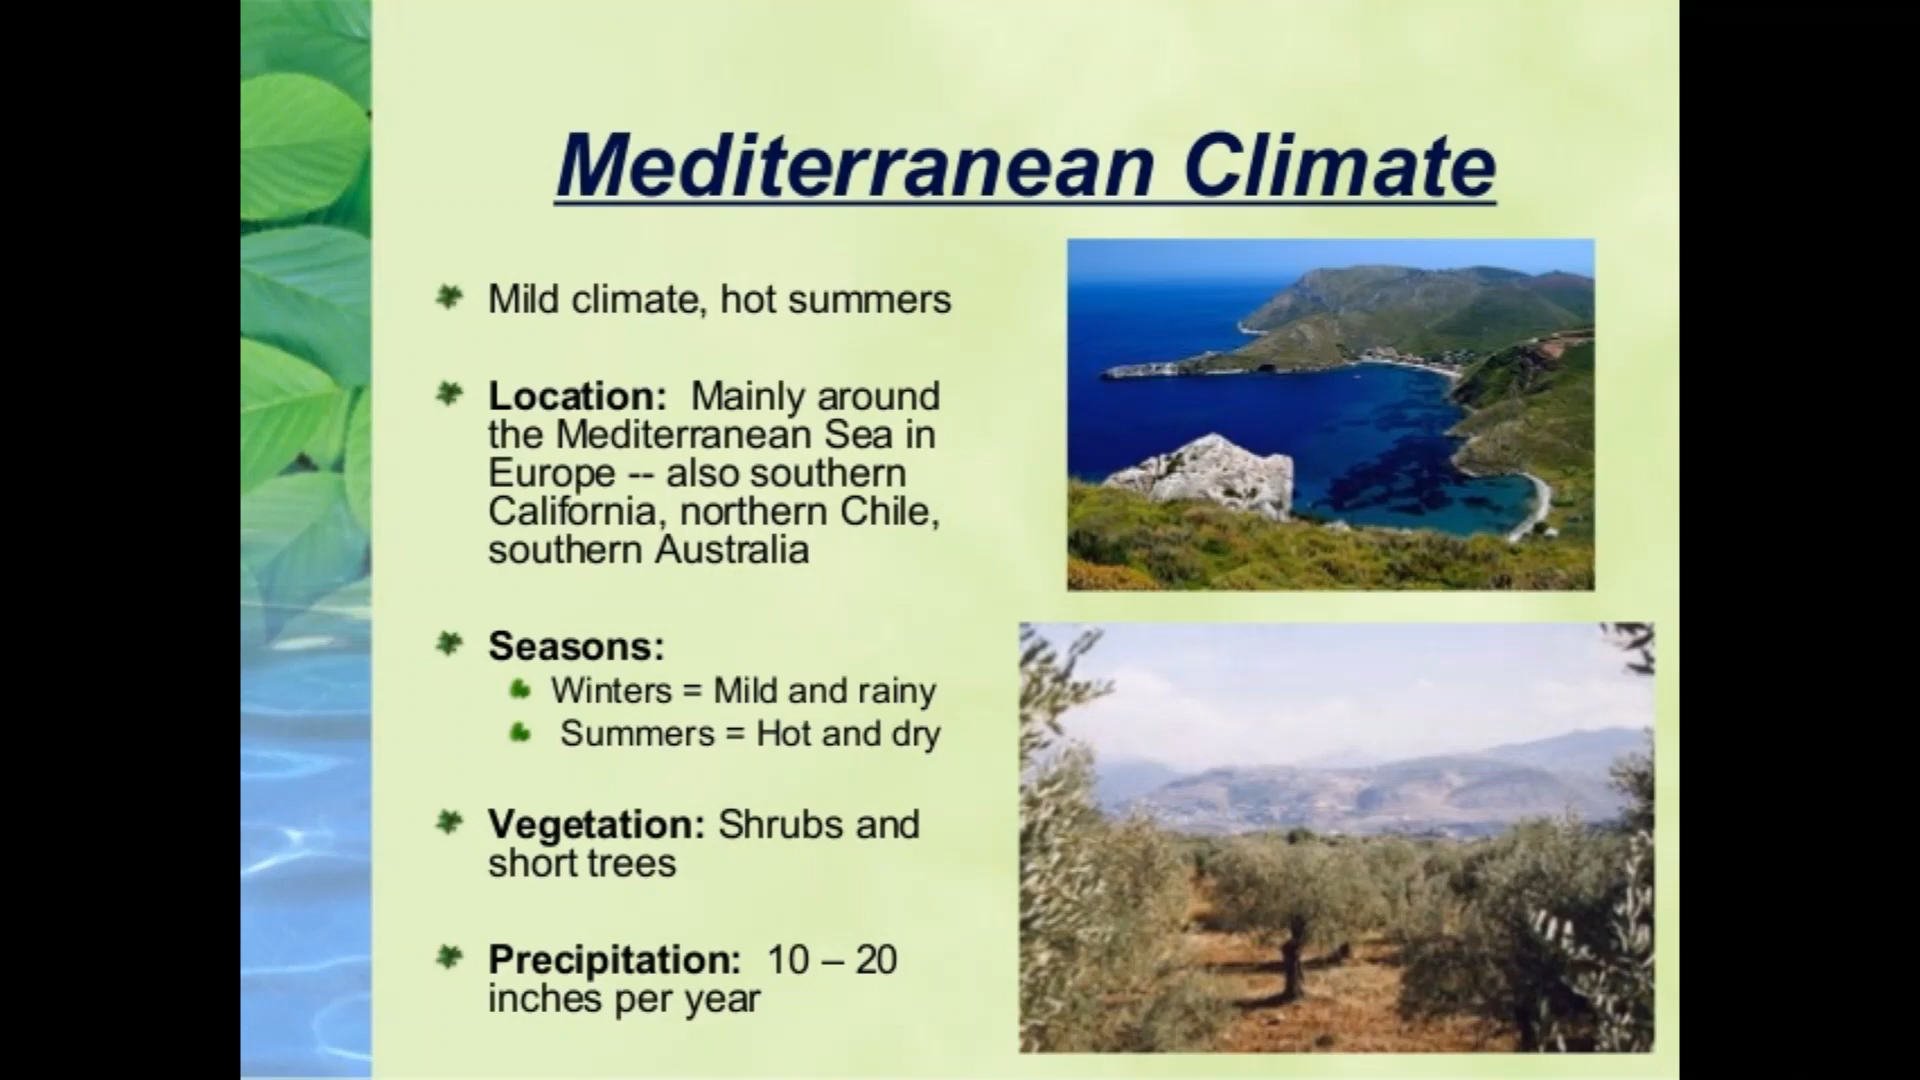 Mediterranean Climate
Mild climate, hot summers
Location: Mainly around
the Mediterranean Sea in
Europe -- also southern
California, northern Chile,
southern Australia
Seasons:
Winters = Mild and rainy
Summers = Hot and dry
Vegetation: Shrubs and
short trees
Precipitation: 10 – 20
inches per year